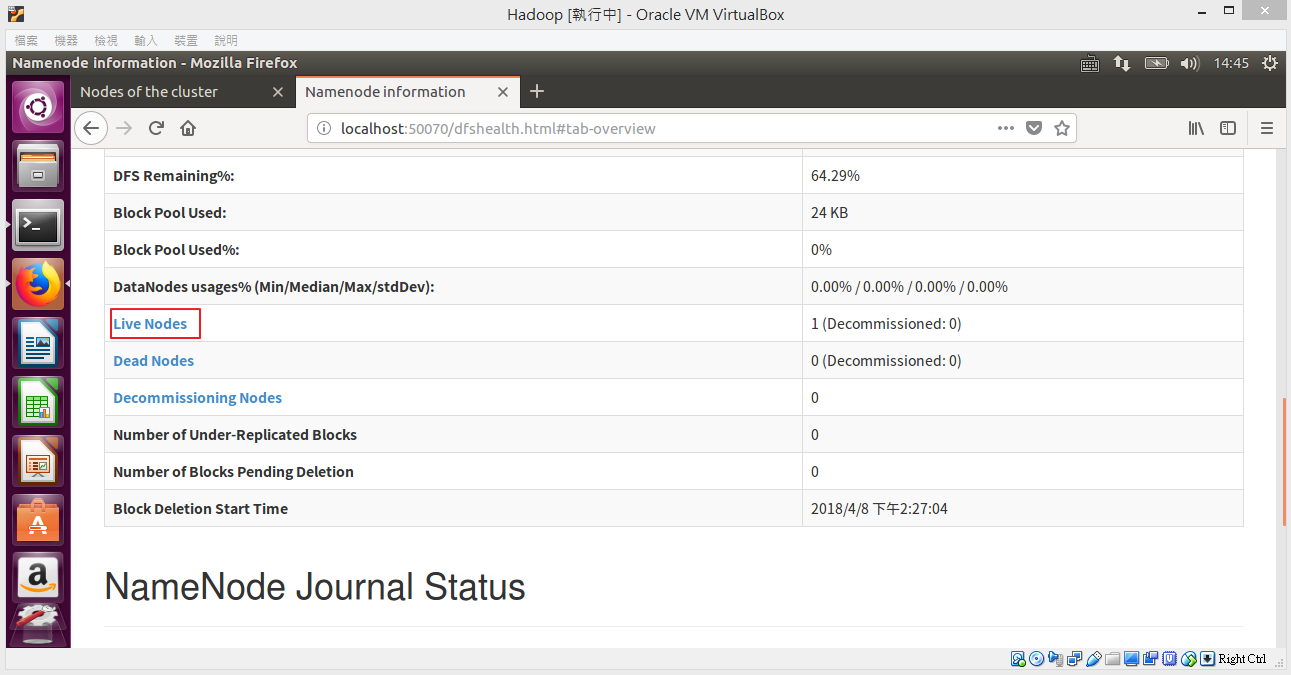 Hadoop [執行中] - Oracle VM VirtualBox
檔案 機器 檢視 輸入 裝置 說明
Namenode information - Mozilla Firefox 14:45
Nodes of the cluster Namenode information
localhost:50070/dfshealth.html#tab-overview
DFS Remaining%: 64.29%
Block Pool Used: 24 KB
Block Pool Used%: 0%
DataNodes usages% (Min/Median/Max/stdDev): 0.00% / 0.00% / 0.00% / 0.00%
Live Nodes 1 (Decommissioned: 0)
Dead Nodes 0 (Decommissioned: 0)
Decommissioning Nodes 0
Number of Under-Replicated Blocks 0
Number of Blocks Pending Deletion 0
Block Deletion Start Time 2018/4/8 下午2:27:04
NameNode Journal Status
Right Ctrl